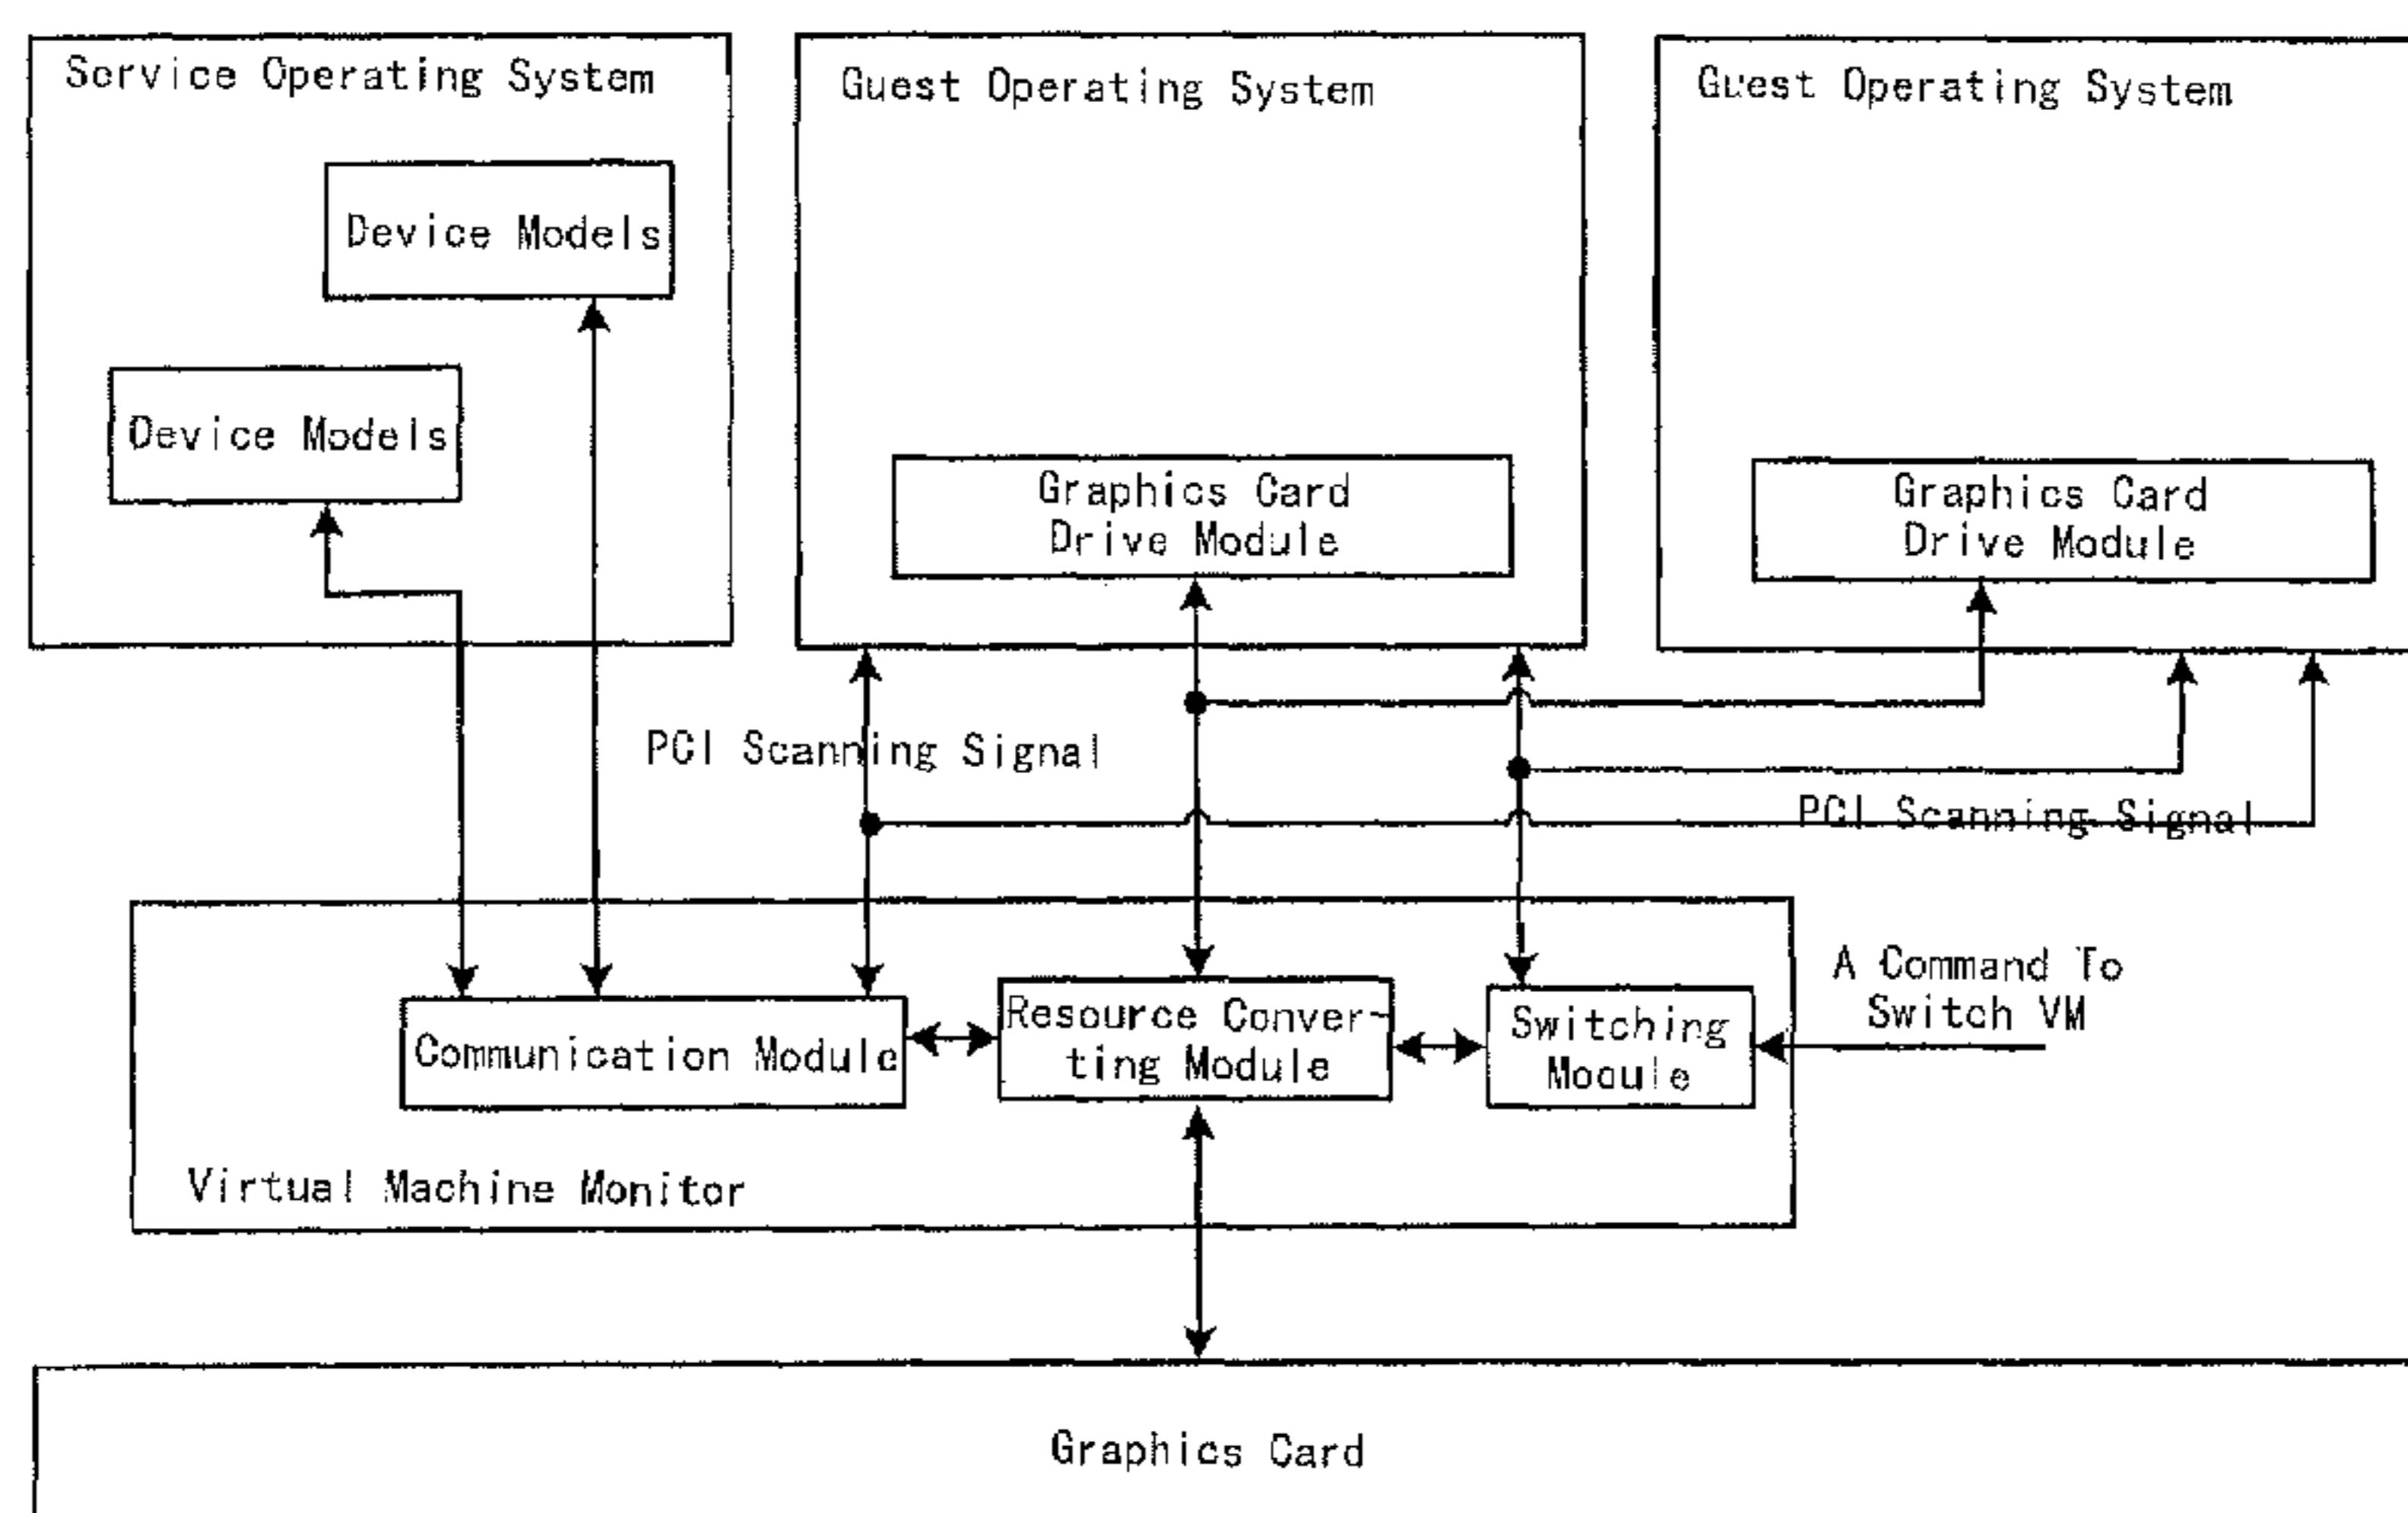 Service Operating System
Guest Operating System
Guest Operating System
Device Models
Device Models
Graphics Card
Drive Module
Graphics Card
Drive Module
PCI Scanning Signal
PCI Scanning Signal
A Command To
Switch VM
Communication Module
Resource Conver-
ting Module
Switching
Module
Virtual Machine Monitor
Graphics Card